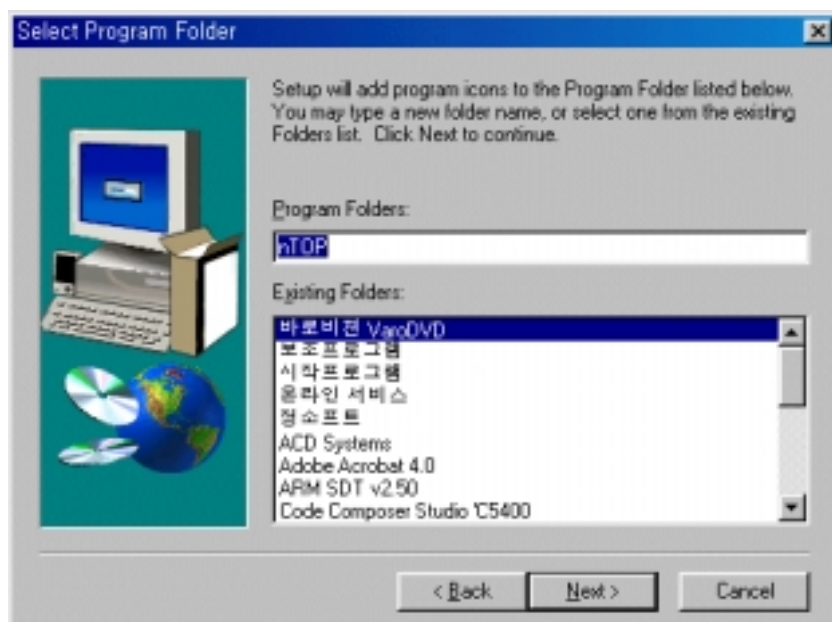 Select Program Folder
Setup will add program icons to the Program Folder listed below.
You may type a new folder name, or select one from the existing
Folders list. Click Next to continue.
Program Folders:
nTOP
Existing Folders:
바로비젼 VaroDVD
보조프로그램
시작프로그램
온라인 서비스
정소프트
ACD Systems
Adobe Acrobat 4.0
ARM SDT v2.50
Code Composer Studio 'C5400
< Back
Next >
Cancel